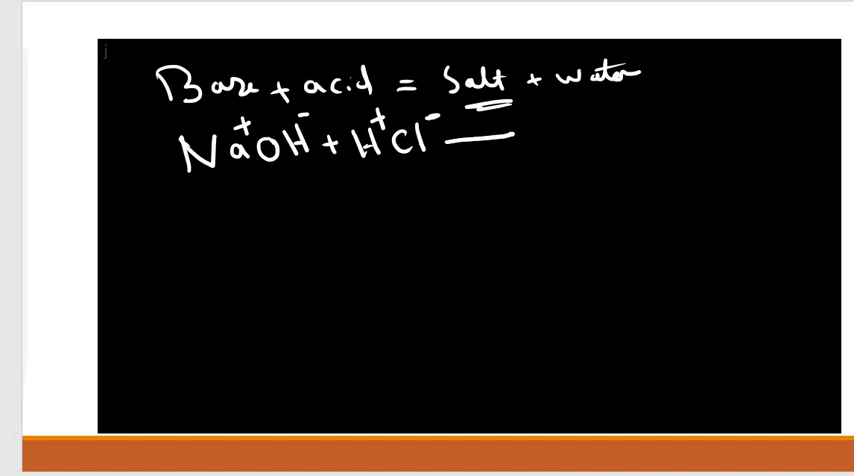 j
Base + acid = Salt + water
Na⁺OH⁻ + H⁺Cl⁻ —